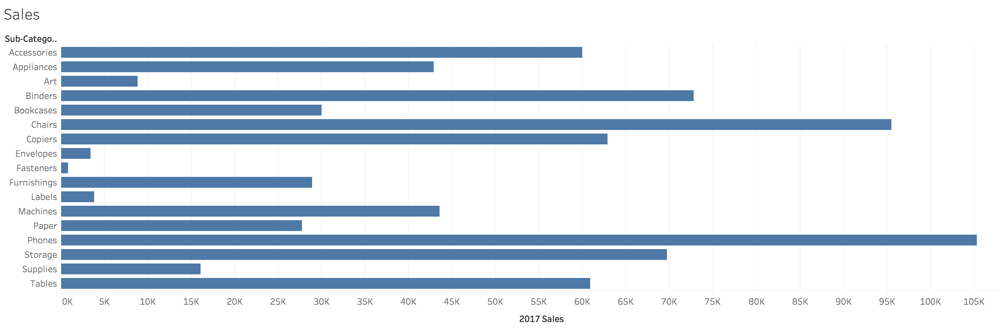 Sales
Sub-Catego..
Accessories
Appliances
Art
Binders
Bookcases
Chairs
Copiers
Envelopes
Fasteners
Furnishings
Labels
Machines
Paper
Phones
Storage
Supplies
Tables
0K 5K 10K 15K 20K 25K 30K 35K 40K 45K 50K 55K 60K 65K 70K 75K 80K 85K 90K 95K 100K 105K
2017 Sales